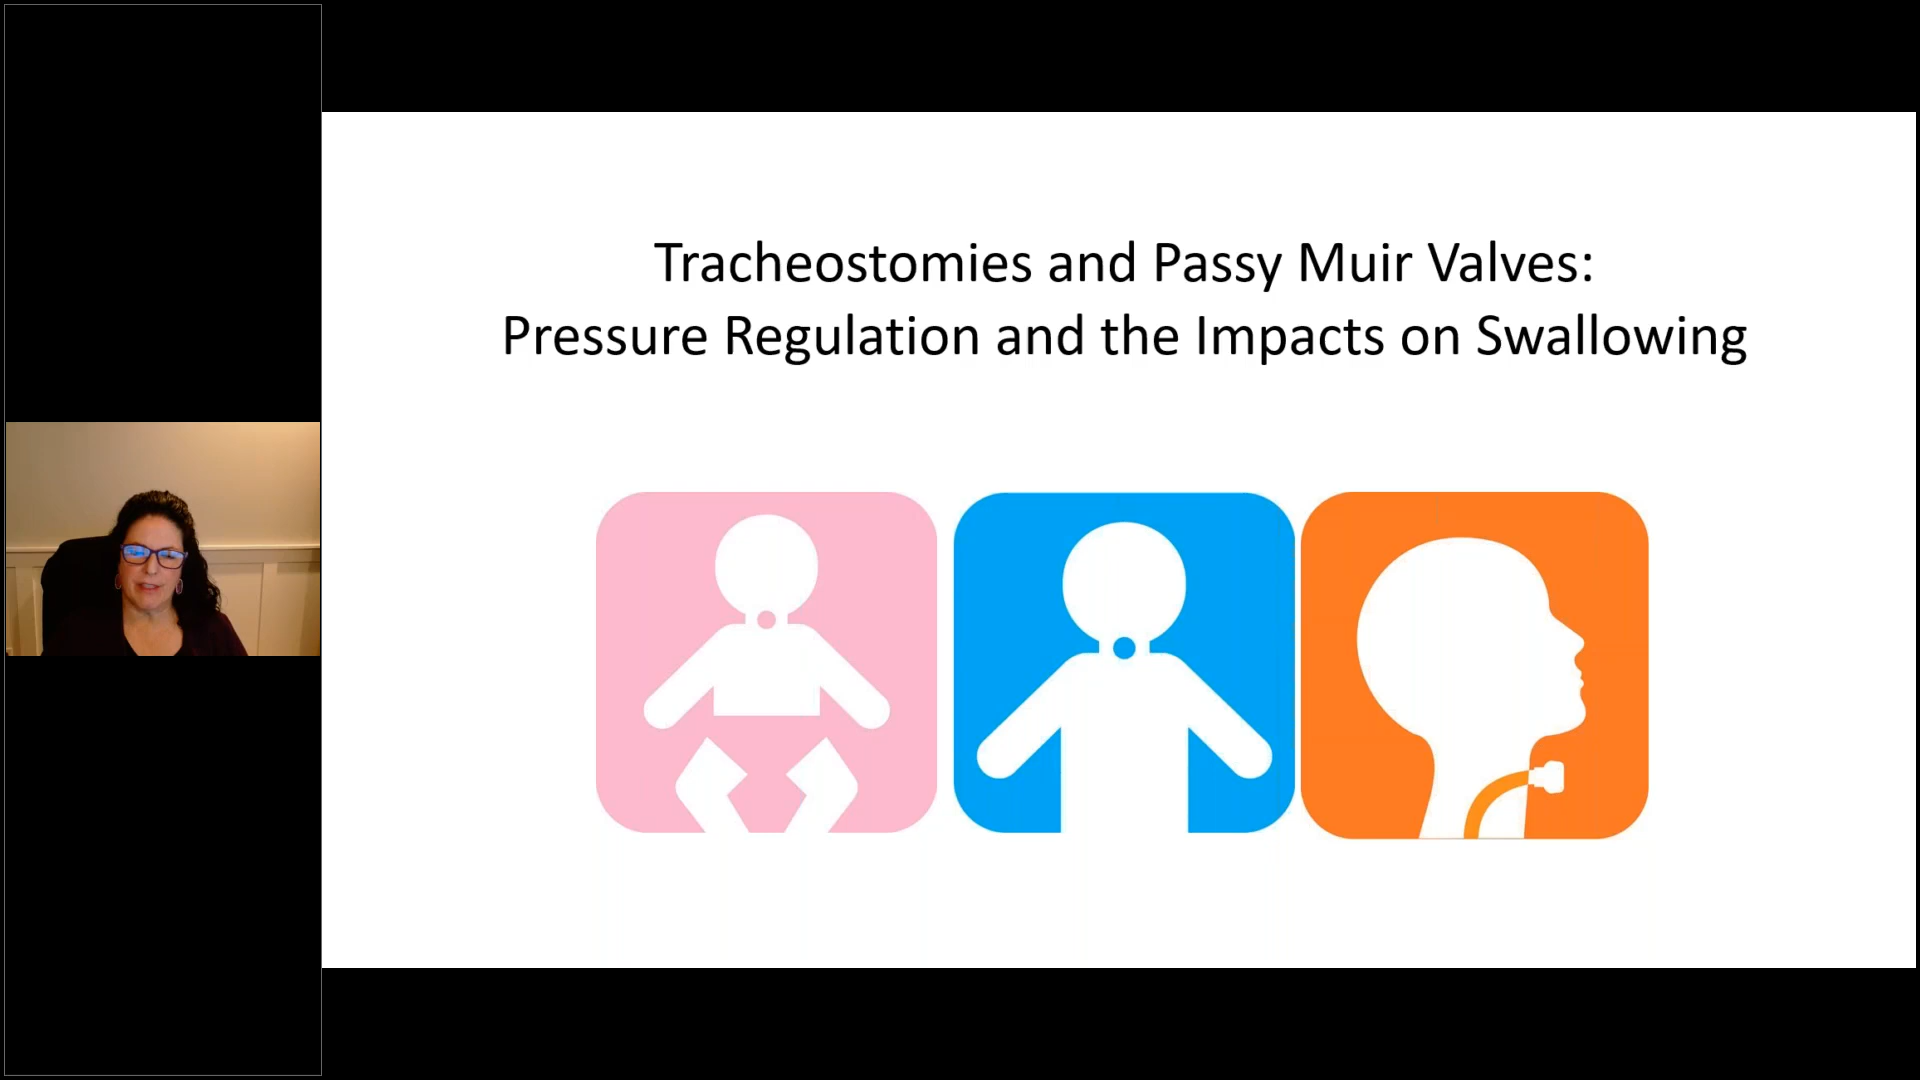 Tracheostomies and Passy Muir Valves:
Pressure Regulation and the Impacts on Swallowing